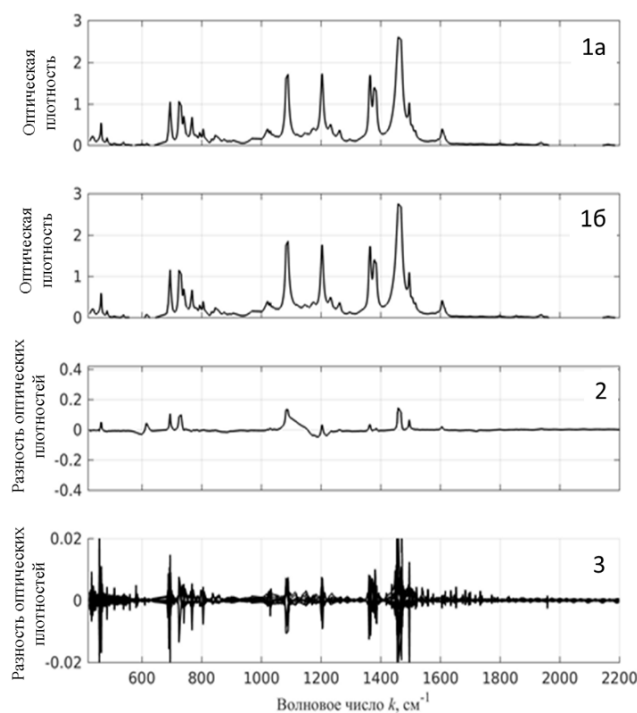 3
2
1
0
Оптическая
плотность
1а
3
2
1
0
Оптическая
плотность
1б
0.4
0.2
0
-0.2
-0.4
Разность оптических
плотностей
2
0.02
0
-0.02
Разность оптических
плотностей
3
600 800 1000 1200 1400 1600 1800 2000 2200
Волновое число k, см⁻¹